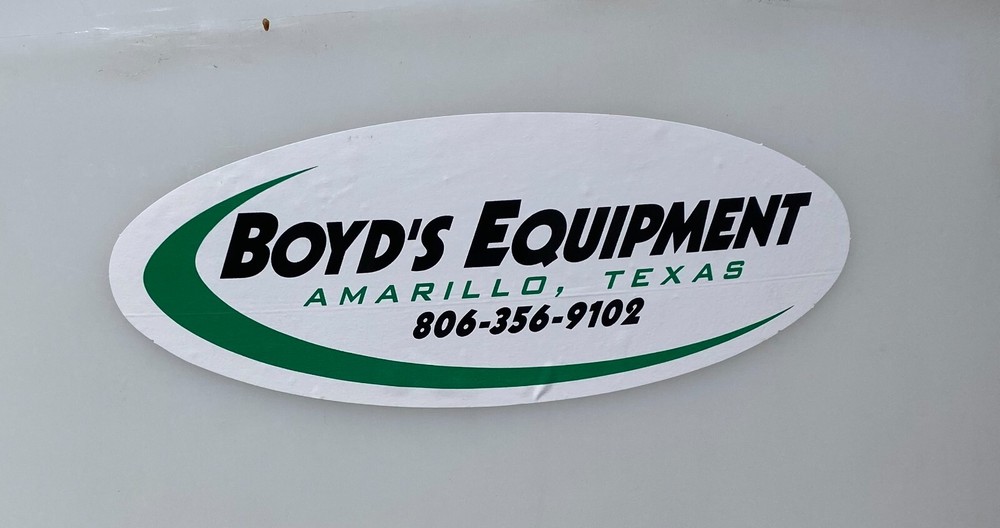 BOYD'S EQUIPMENT
AMARILLO, TEXAS
806-356-9102